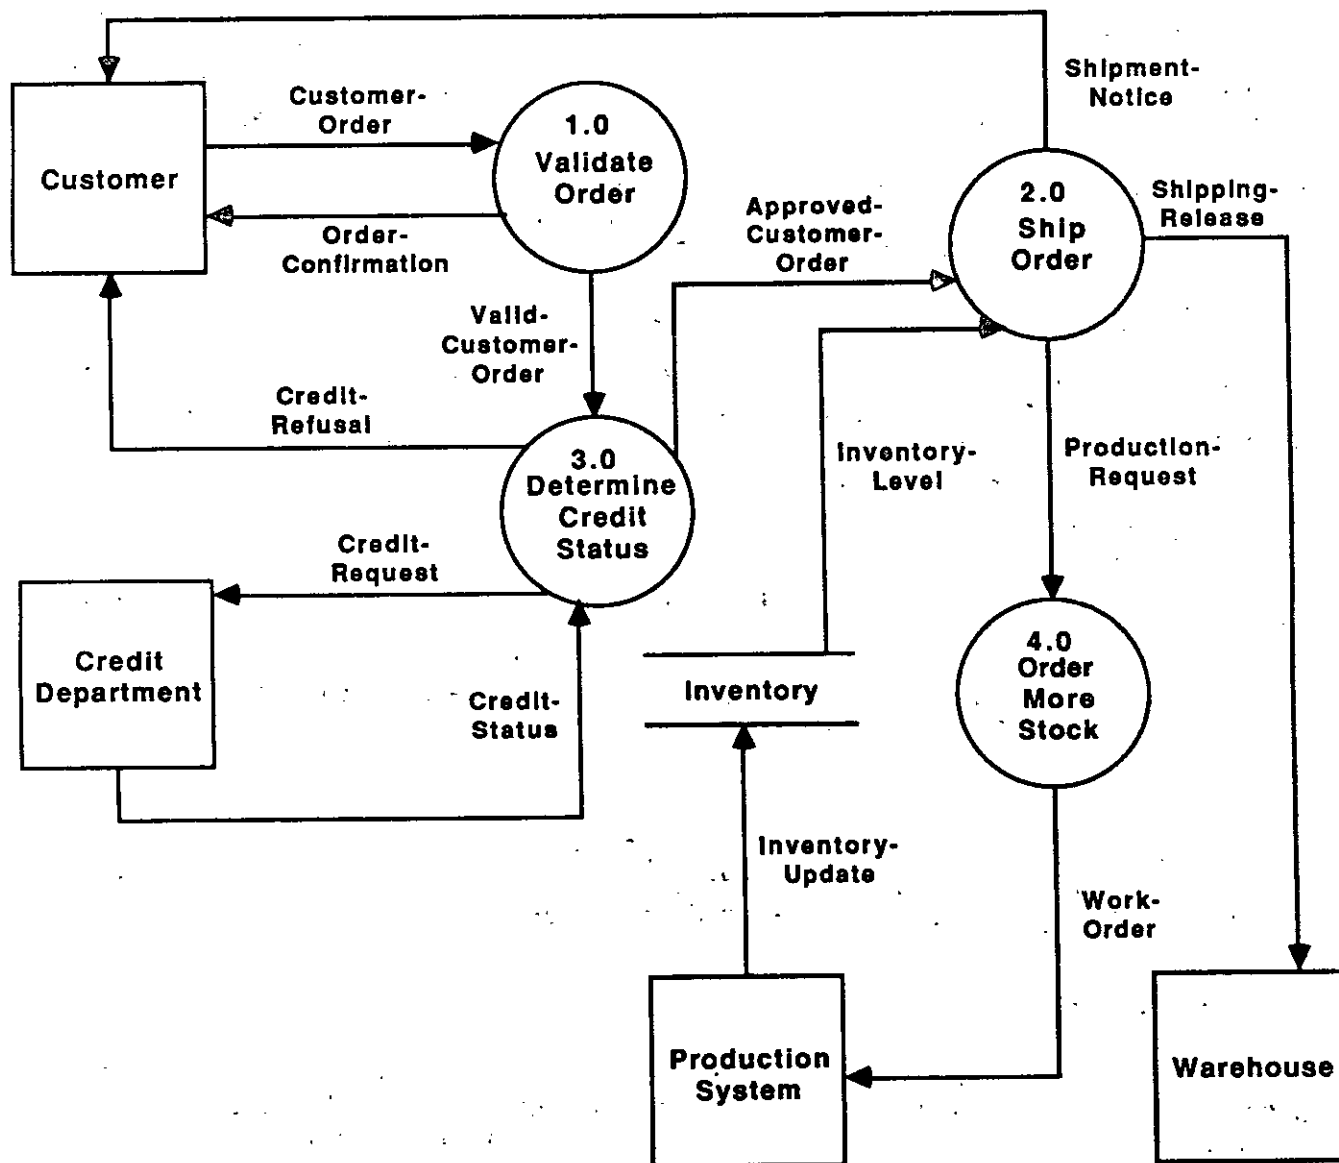 Shipment-
Notice
Customer-
Order
1.0
Validate
Order
Customer
Order-
Confirmation
Approved-
Customer-
Order
2.0
Ship
Order
Shipping-
Release
Valid-
Customer-
Order
Credit-
Refusal
3.0
Determine
Credit
Status
Inventory-
Level
Production-
Request
Credit-
Request
Credit
Department
Credit-
Status
Inventory
4.0
Order
More
Stock
Inventory-
Update
Work-
Order
Production
System
Warehouse